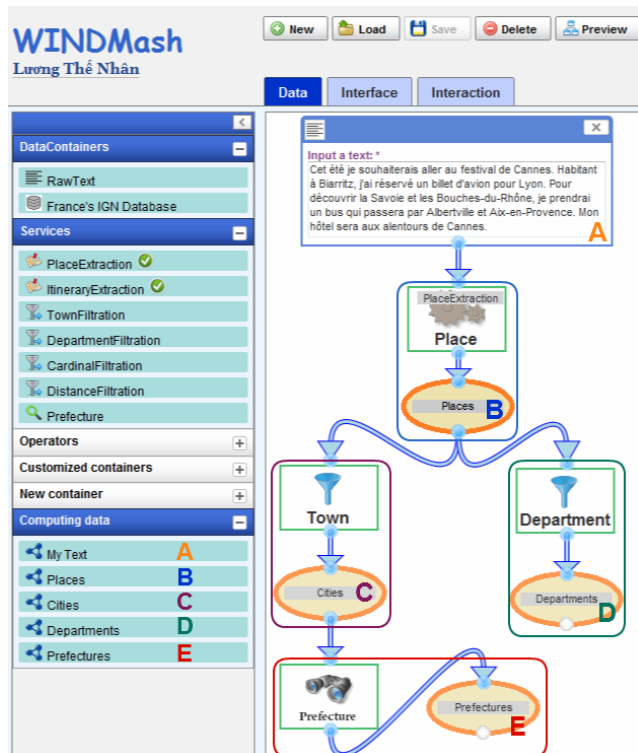 WINDMash
Lương Thế Nhân
New
Load
Save
Delete
Preview
Data
Interface
Interaction
DataContainers
RawText
France's IGN Database
Services
PlaceExtraction
ItineraryExtraction
TownFiltration
DepartmentFiltration
CardinalFiltration
DistanceFiltration
Prefecture
Operators
Customized containers
New container
Computing data
My Text A
Places B
Cities C
Departments D
Prefectures E
Input a text: *
Cet été je souhaiterais aller au festival de Cannes. Habitant
à Biarritz, j'ai réservé un billet d'avion pour Lyon. Pour
découvrir la Savoie et les Bouches-du-Rhône, je prendrai
un bus qui passera par Albertville et Aix-en-Provence. Mon
hôtel sera aux alentours de Cannes.
A
PlaceExtraction
Place
Places B
Town
Department
Cities C
Departments
D
Prefecture
Prefectures
E